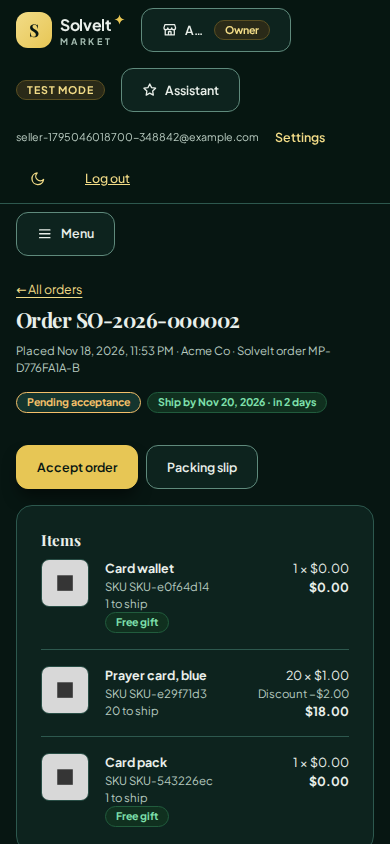 S Solvelt MARKET
A... Owner
TEST MODE Assistant
seller-1795046018700-348842@example.com Settings
Log out
Menu
←All orders
Order SO-2026-000002
Placed Nov 18, 2026, 11:53 PM · Acme Co · Solvelt order MP-
D776FA1A-B
Pending acceptance Ship by Nov 20, 2026 · in 2 days
Accept order Packing slip
Items
Card wallet 1 × $0.00
SKU SKU-e0f64d14 $0.00
1 to ship
Free gift
Prayer card, blue 20 × $1.00
SKU SKU-e29f71d3 Discount −$2.00
20 to ship $18.00
Card pack 1 × $0.00
SKU SKU-543226ec $0.00
1 to ship
Free gift